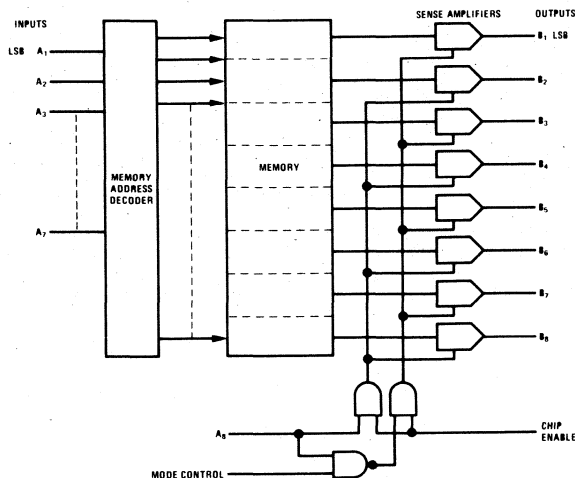 INPUTS
SENSE AMPLIFIERS
OUTPUTS
LSB A1
B1 LSB
A2
B2
A3
B3
MEMORY
ADDRESS
DECODER
MEMORY
B4
B5
A7
B6
B7
B8
A8
CHIP
ENABLE
MODE CONTROL